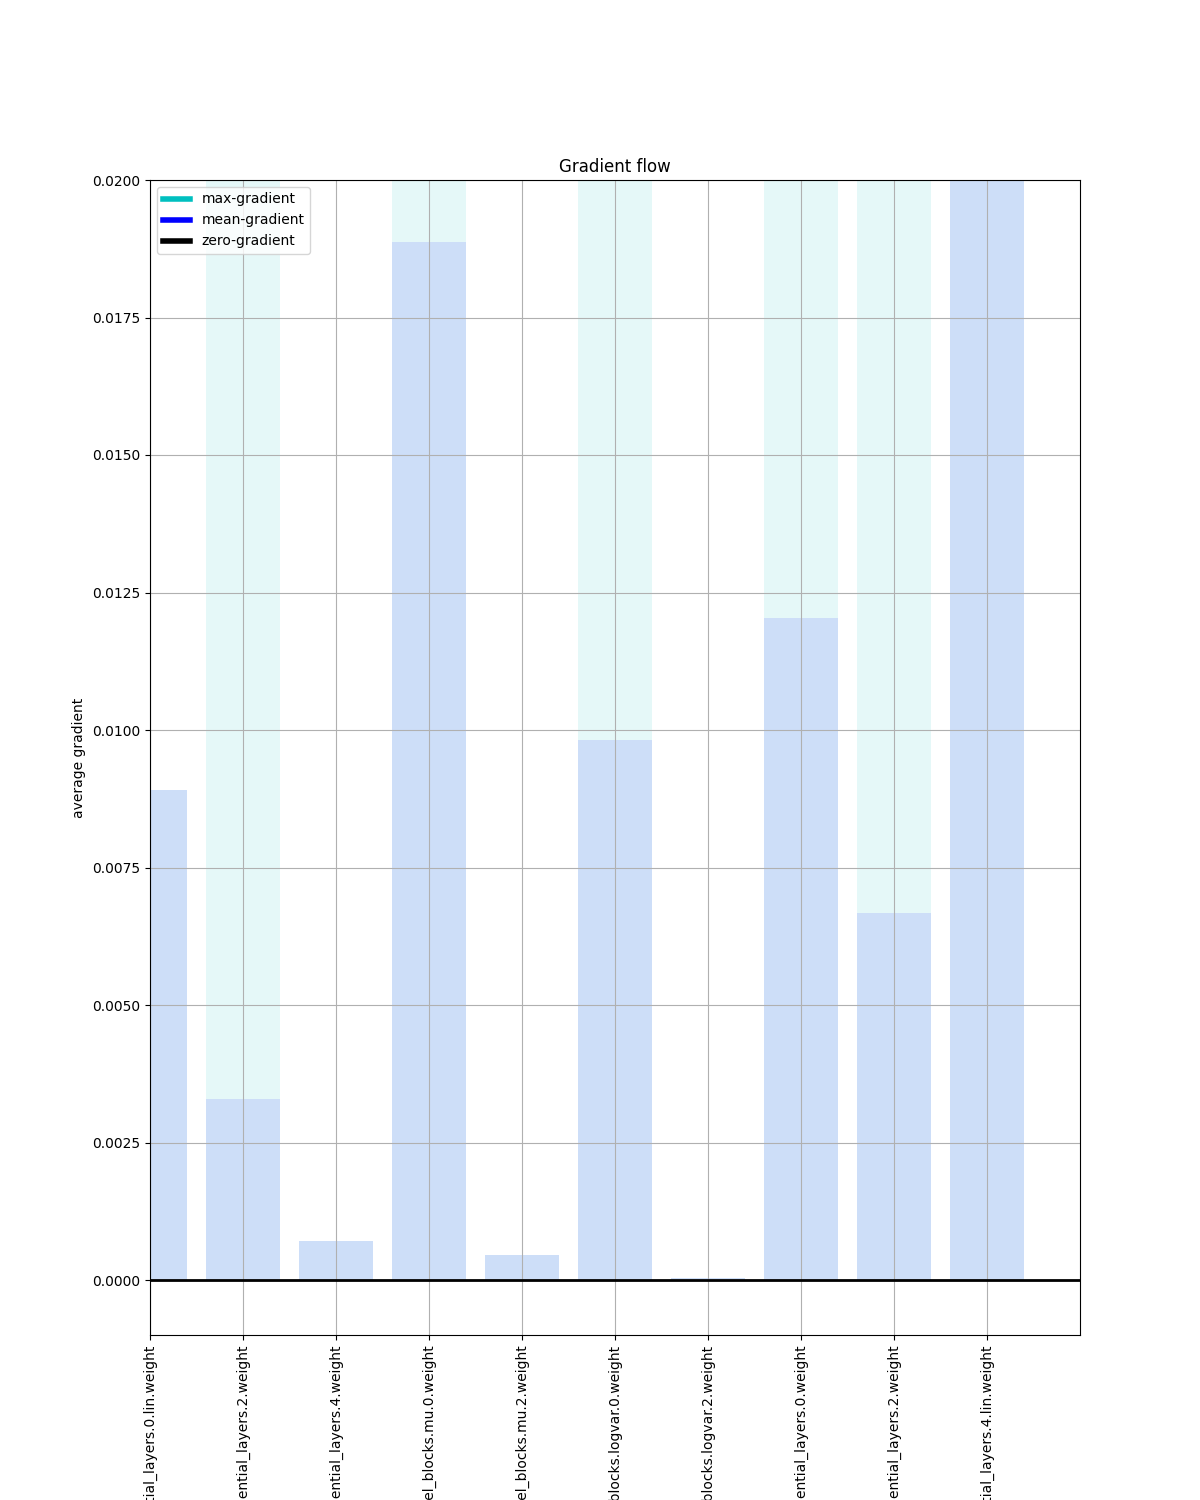 Gradient flow
max-gradient
mean-gradient
zero-gradient
0.0200
0.0175
0.0150
0.0125
0.0100
0.0075
0.0050
0.0025
0.0000
average gradient
tial_layers.0.lin.weight
ential_layers.2.weight
ential_layers.4.weight
el_blocks.mu.0.weight
el_blocks.mu.2.weight
blocks.logvar.0.weight
blocks.logvar.2.weight
ential_layers.0.weight
ential_layers.2.weight
tial_layers.4.lin.weight